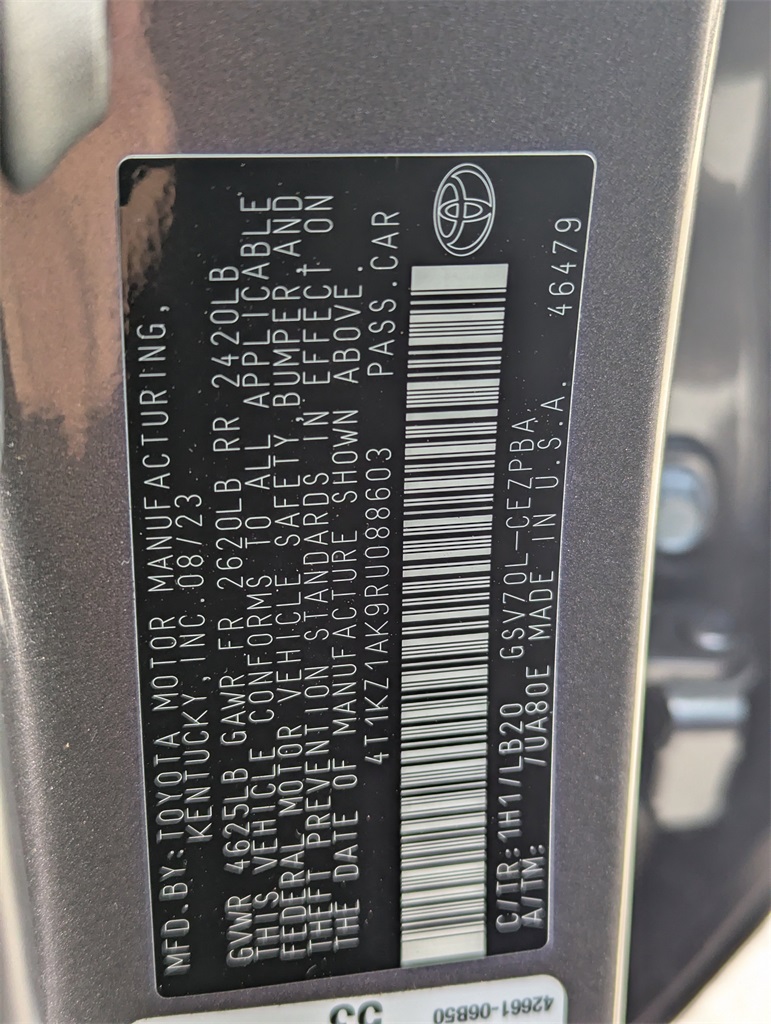 MFD.BY:TOYOTA MOTOR MANUFACTURING,
KENTUCKY, INC.08/23
GVWR 4625LB GAWR FR 2620LB RR 2420LB
THIS VEHICLE CONFORMS TO ALL APPLICABLE
FEDERAL MOTOR VEHICLE SAFETY,BUMPER,AND
THEFT PREVENTION STANDARDS IN EFFECT ON
THE DATE OF MANUFACTURE SHOWN ABOVE.
4T1KZ1AK9RU088603 PASS.CAR
C/TR:1H1/LB20 GSV70L-CEZPBA
A/TM: /UA80E MADE IN U.S.A. 46479
42661-06B50